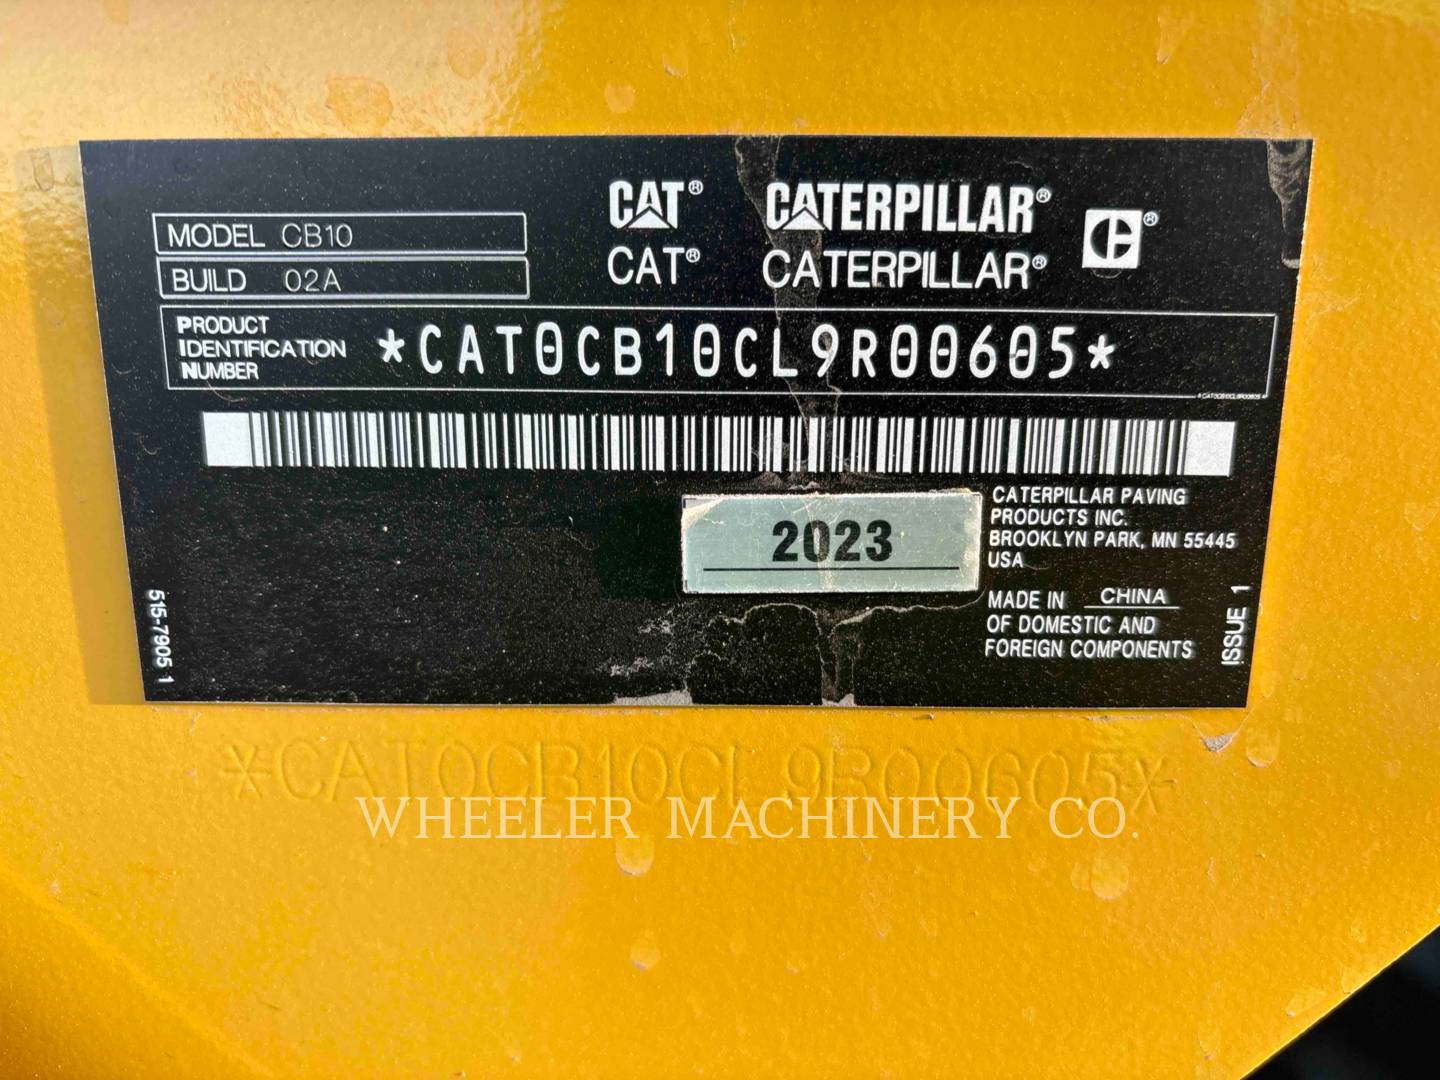 CAT® CATERPILLAR® CE®
CAT® CATERPILLAR®
MODEL CB10
BUILD 02A
PRODUCT
IDENTIFICATION
NUMBER
*CAT0CB10CL9R00605*
*CAT0CB10CL9R00605*
2023
CATERPILLAR PAVING
PRODUCTS INC.
BROOKLYN PARK, MN 55445
USA
MADE IN CHINA
OF DOMESTIC AND
FOREIGN COMPONENTS
515-7905 1
ISSUE 1
*CAT0CB10CL9R00605*
WHEELER MACHINERY CO.